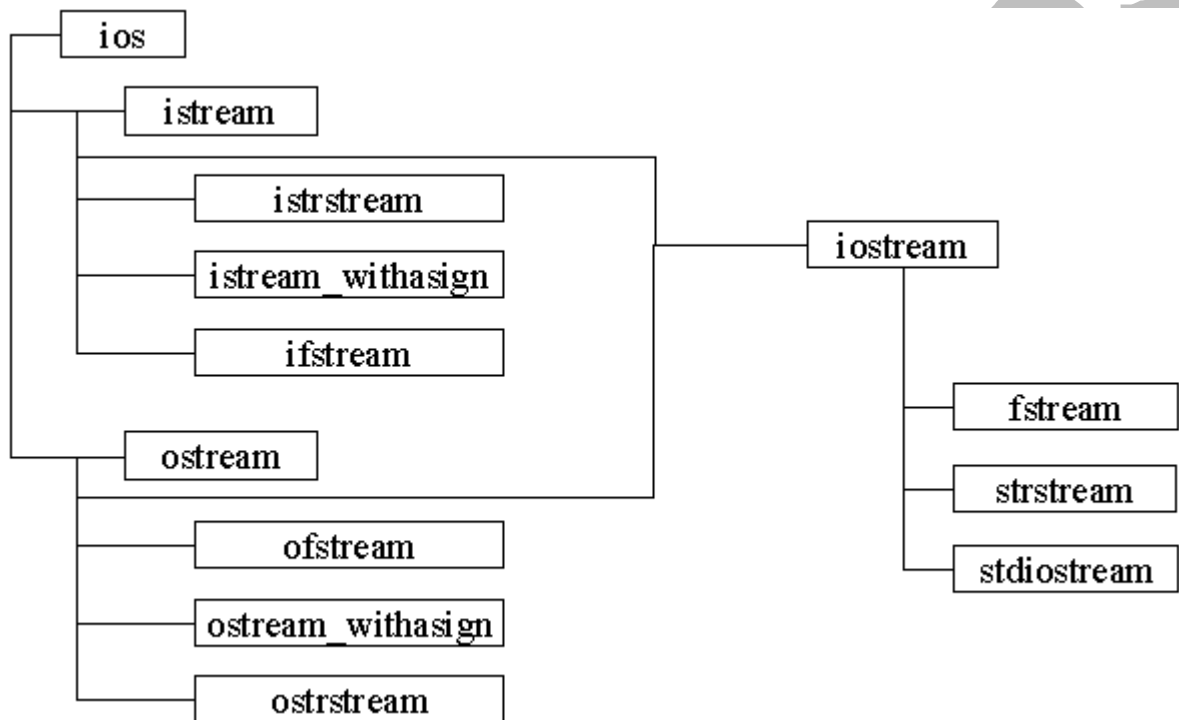 ios
istream
istrstream
istream_withasign
ifstream
iostream
fstream
strstream
stdiostream
ostream
ofstream
ostream_withasign
ostrstream